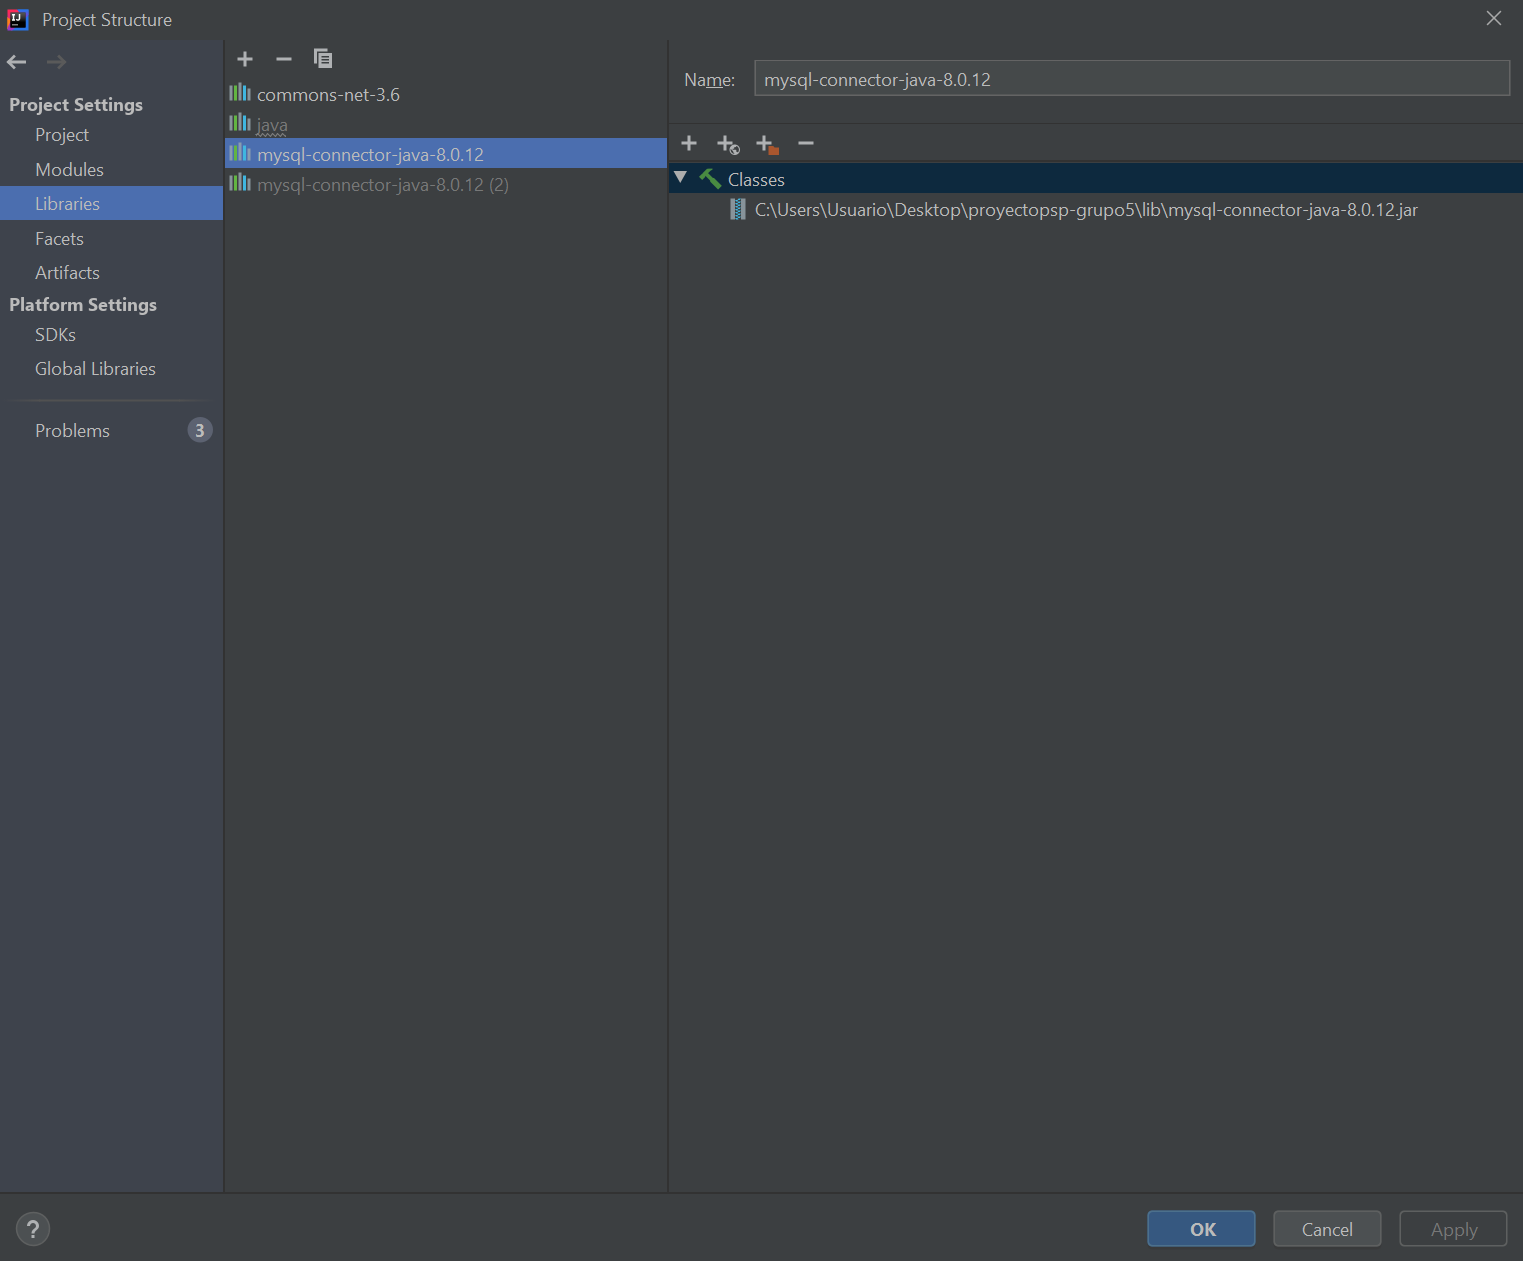 Project Structure
Project Settings
Project
Modules
Libraries
Facets
Artifacts
Platform Settings
SDKs
Global Libraries
Problems
3
commons-net-3.6
java
mysql-connector-java-8.0.12
mysql-connector-java-8.0.12 (2)
Name:
mysql-connector-java-8.0.12
Classes
C:\Users\Usuario\Desktop\proyectopsp-grupo5\lib\mysql-connector-java-8.0.12.jar
?
OK
Cancel
Apply